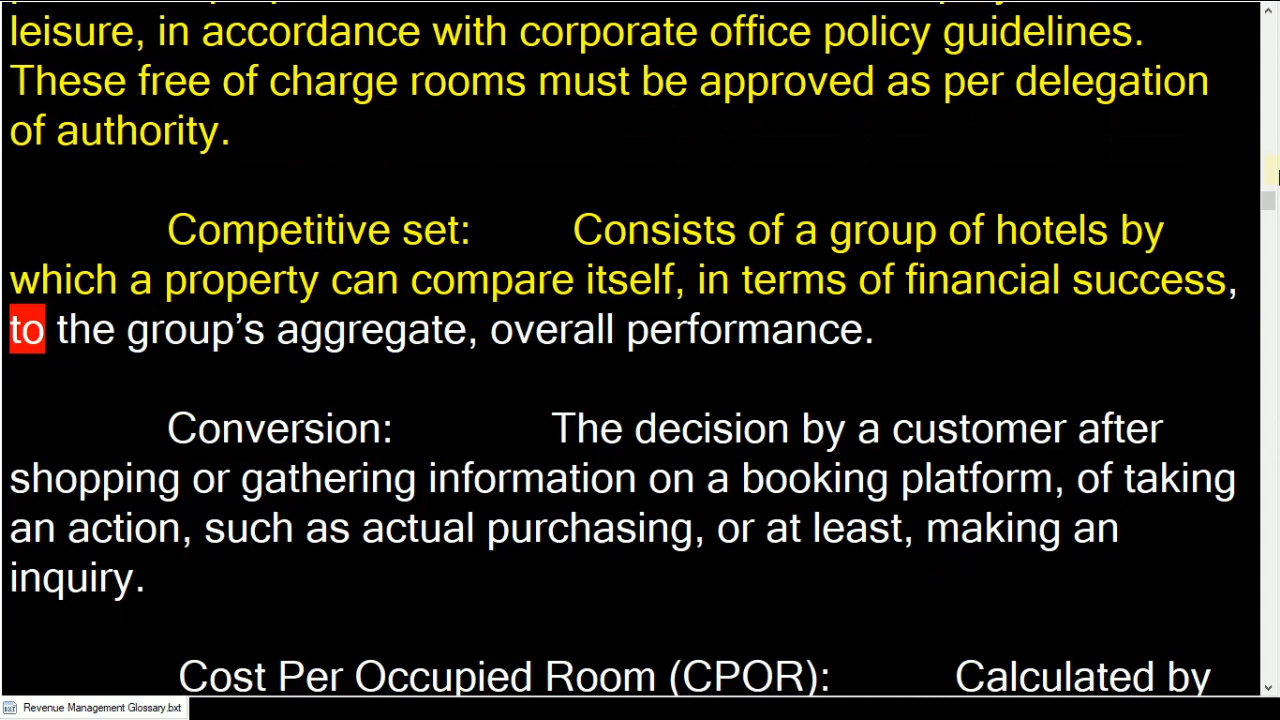 leisure, in accordance with corporate office policy guidelines.
These free of charge rooms must be approved as per delegation
of authority.
Competitive set: Consists of a group of hotels by
which a property can compare itself, in terms of financial success,
to the group’s aggregate, overall performance.
Conversion: The decision by a customer after
shopping or gathering information on a booking platform, of taking
an action, such as actual purchasing, or at least, making an
inquiry.
Cost Per Occupied Room (CPOR): Calculated by
Revenue Management Glossary.bxt